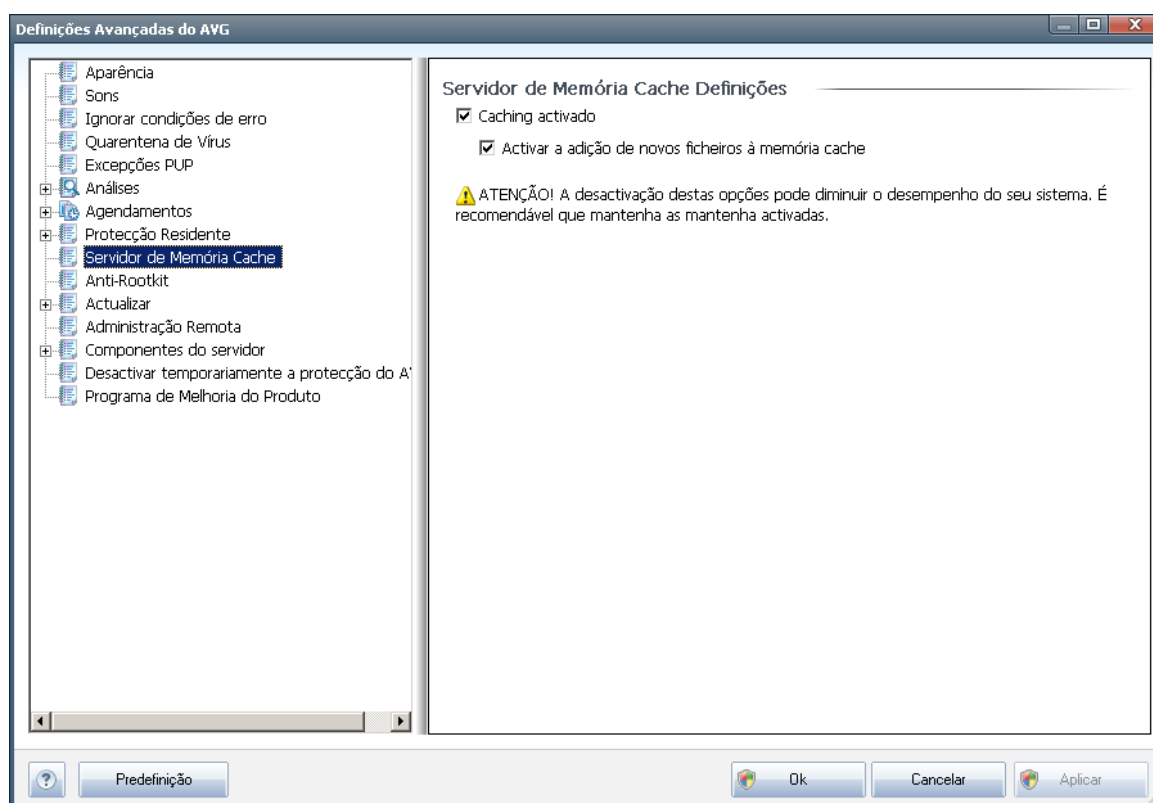 Definições Avançadas do AVG
Aparência
Sons
Ignorar condições de erro
Quarentena de Vírus
Excepções PUP
Análises
Agendamentos
Protecção Residente
Servidor de Memória Cache
Anti-Rootkit
Actualizar
Administração Remota
Componentes do servidor
Desactivar temporariamente a protecção do A
Programa de Melhoria do Produto
Servidor de Memória Cache Definições
Caching activado
Activar a adição de novos ficheiros à memória cache
ATENÇÃO! A desactivação destas opções pode diminuir o desempenho do seu sistema. É
recomendável que mantenha as mantenha activadas.
Predefinição
Ok
Cancelar
Aplicar